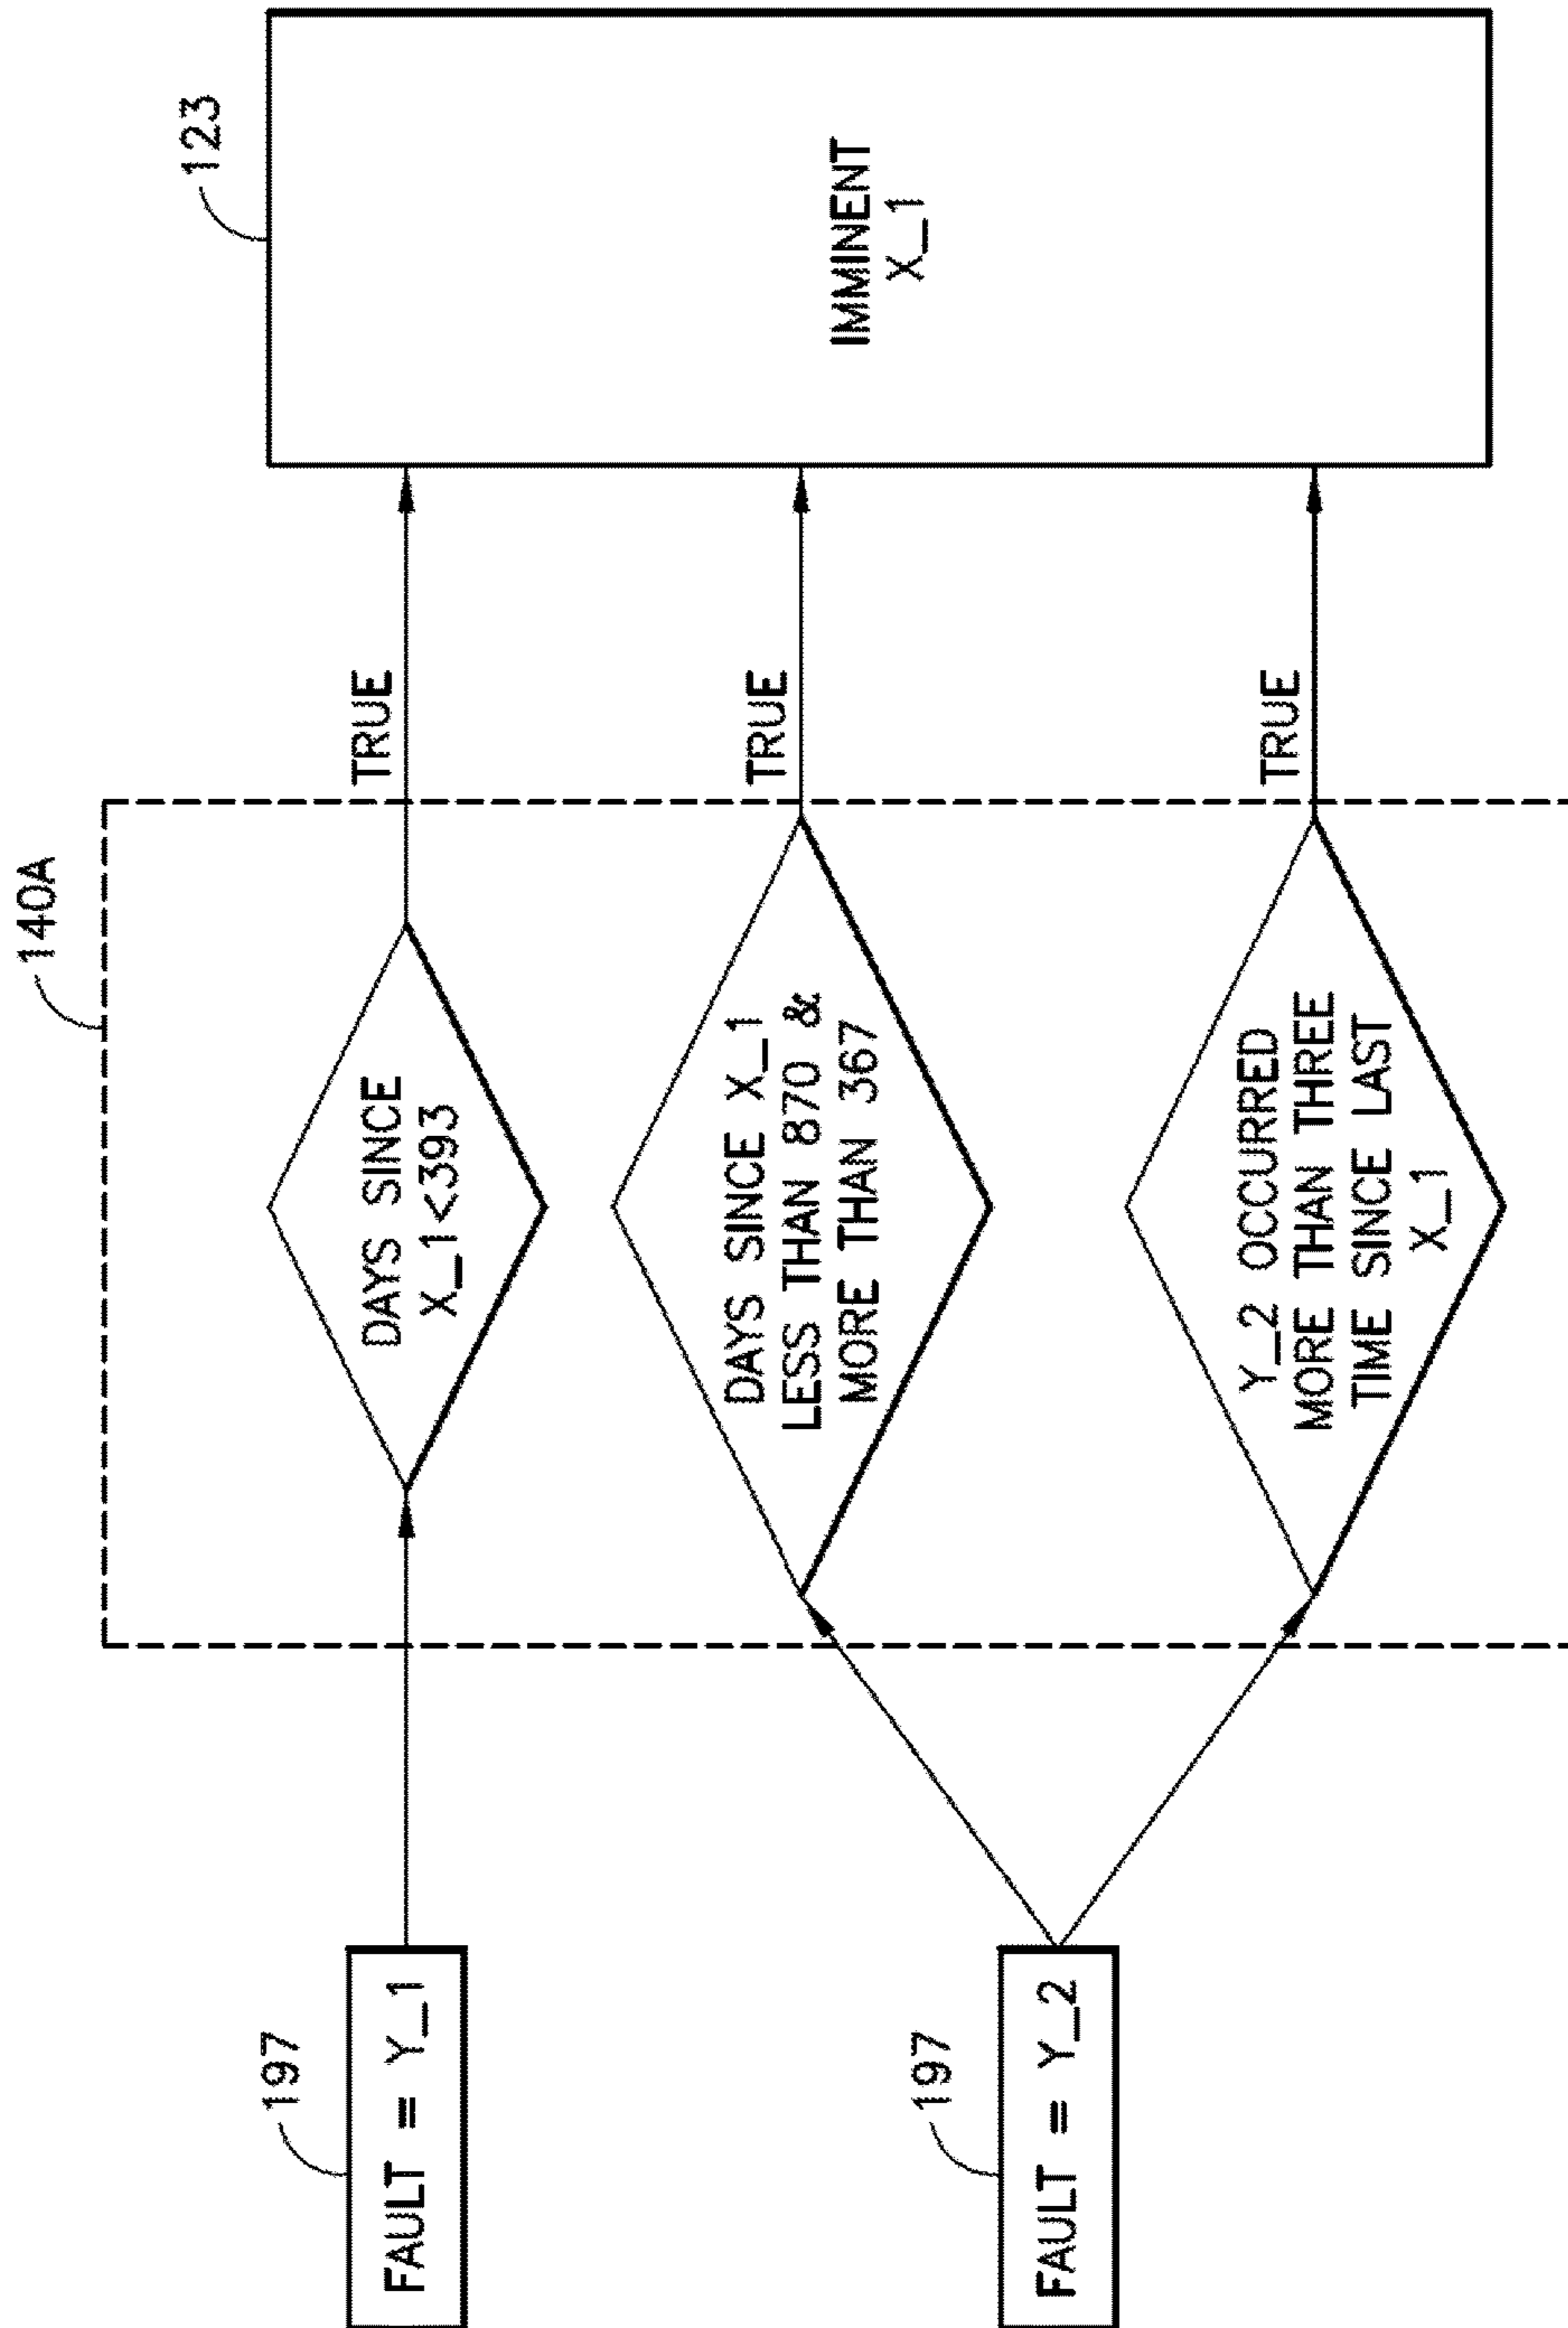 140A
123
197
FAULT = Y_1
DAYS SINCE
X_1<393
TRUE
IMMINENT
X_1
197
FAULT = Y_2
DAYS SINCE X_1
LESS THAN 870 &
MORE THAN 367
TRUE
Y_2 OCCURRED
MORE THAN THREE
TIME SINCE LAST
X_1
TRUE